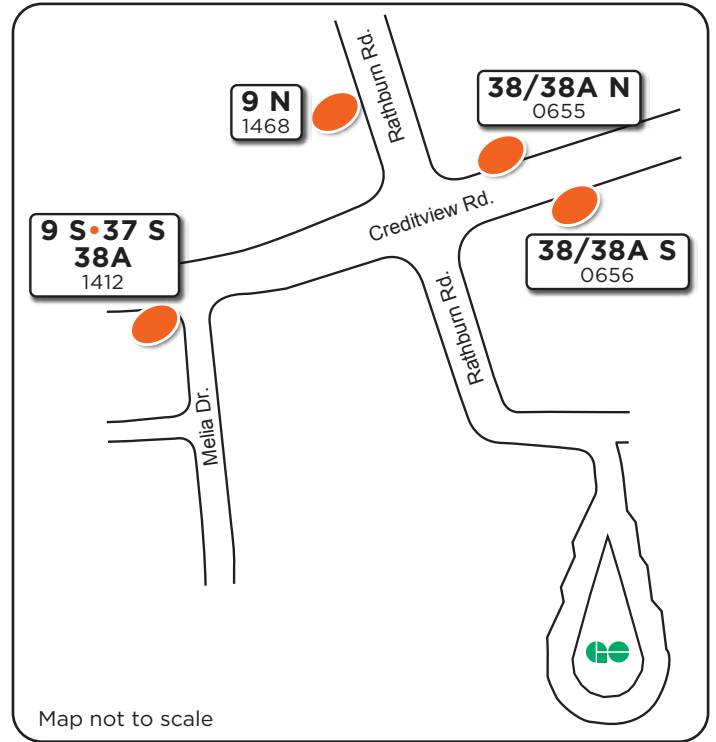 Rathburn Rd.
9 N
1468
38/38A N
0655
Creditview Rd.
9 S•37 S
38A
1412
38/38A S
0656
Rathburn Rd.
Melia Dr.
GO
Map not to scale